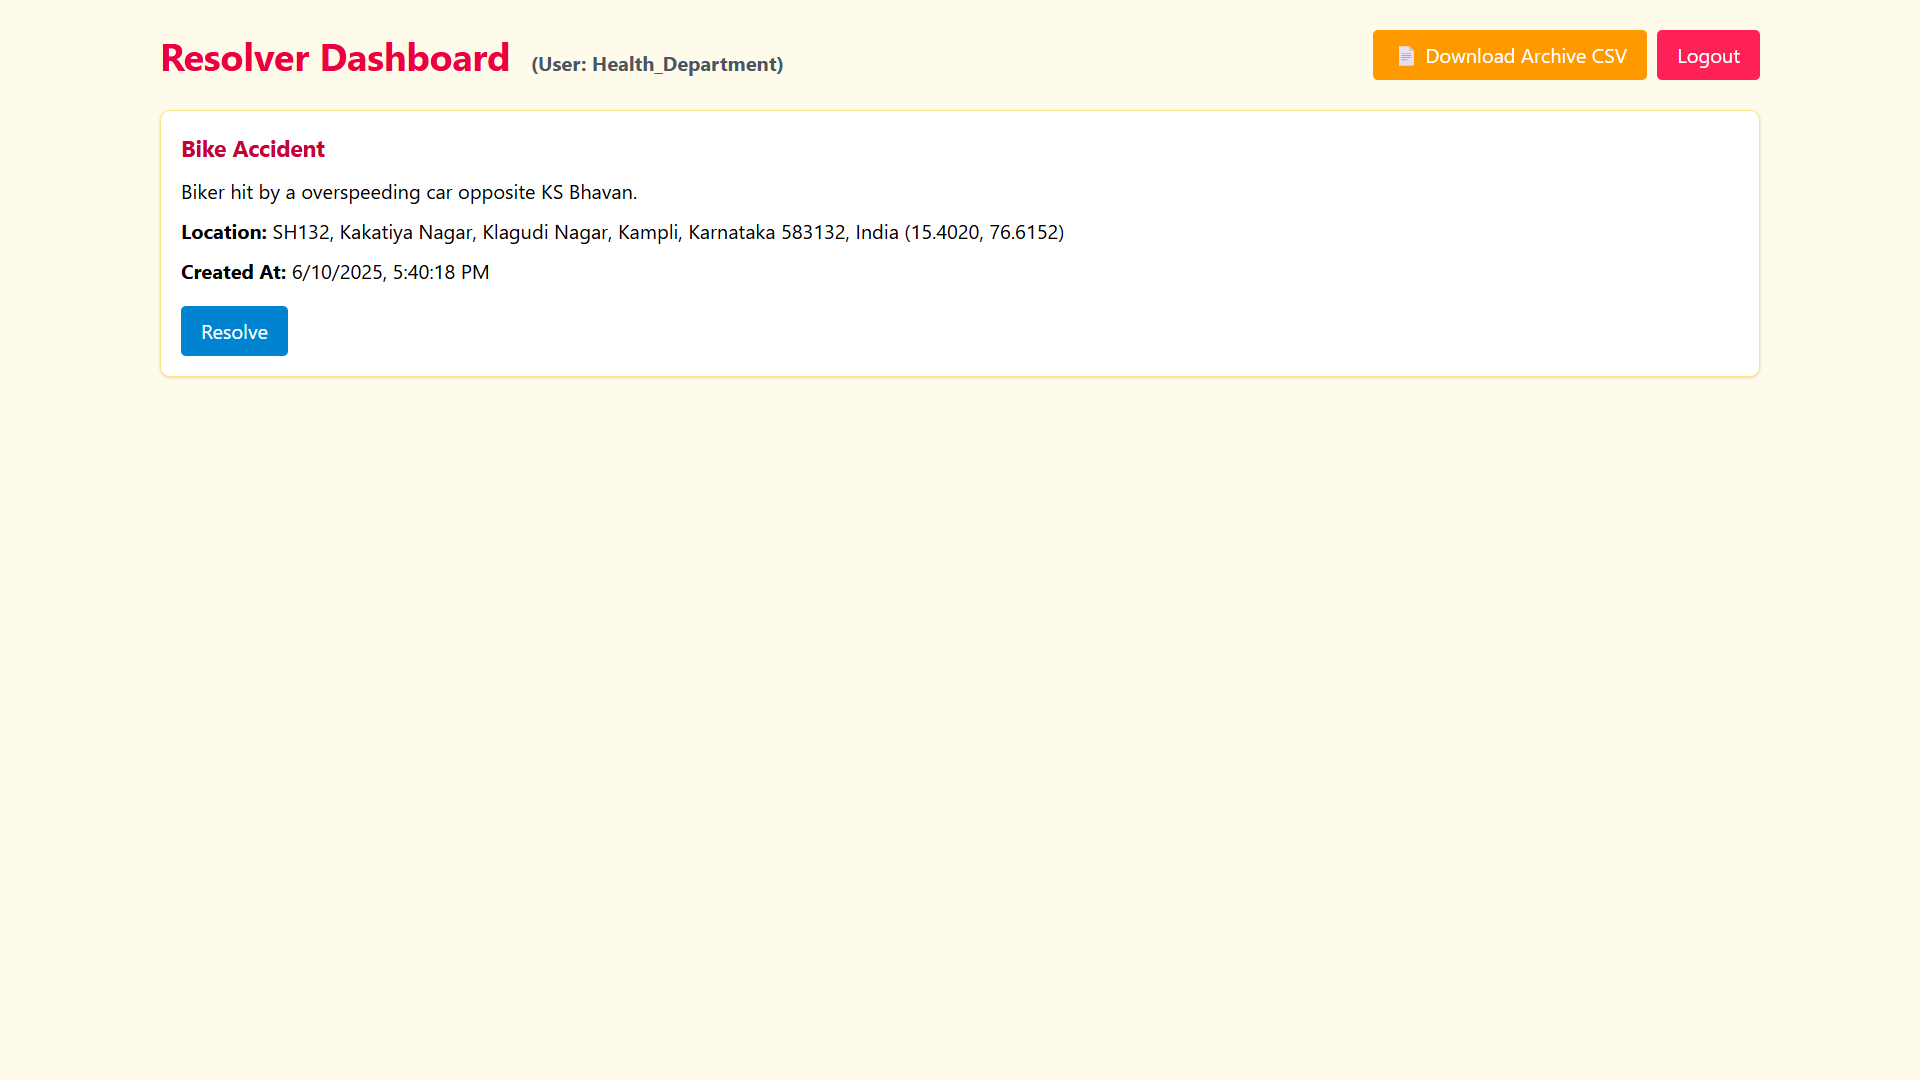 Resolver Dashboard (User: Health_Department)
Download Archive CSV
Logout
Bike Accident
Biker hit by a overspeeding car opposite KS Bhavan.
Location: SH132, Kakatiya Nagar, Klagudi Nagar, Kampli, Karnataka 583132, India (15.4020, 76.6152)
Created At: 6/10/2025, 5:40:18 PM
Resolve